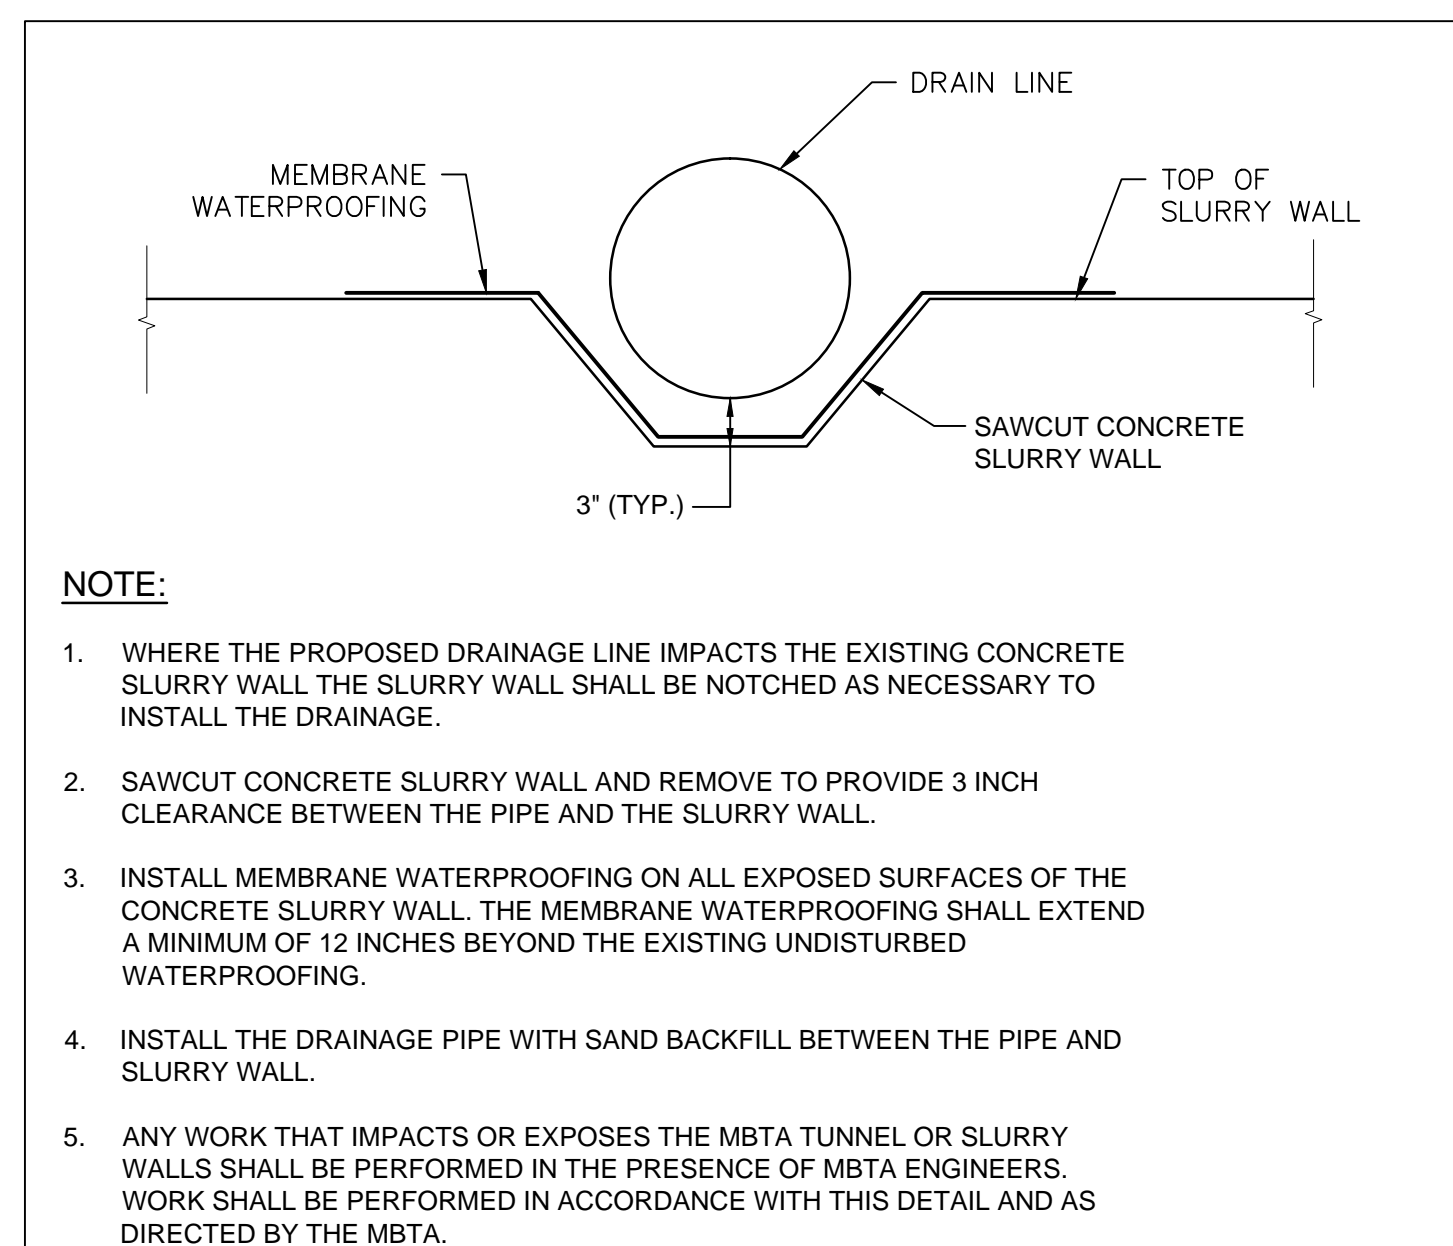 DRAIN LINE
MEMBRANE
WATERPROOFING
TOP OF
SLURRY WALL
SAWCUT CONCRETE
SLURRY WALL
3" (TYP.)
NOTE:
1. WHERE THE PROPOSED DRAINAGE LINE IMPACTS THE EXISTING CONCRETE
SLURRY WALL THE SLURRY WALL SHALL BE NOTCHED AS NECESSARY TO
INSTALL THE DRAINAGE.
2. SAWCUT CONCRETE SLURRY WALL AND REMOVE TO PROVIDE 3 INCH
CLEARANCE BETWEEN THE PIPE AND THE SLURRY WALL.
3. INSTALL MEMBRANE WATERPROOFING ON ALL EXPOSED SURFACES OF THE
CONCRETE SLURRY WALL. THE MEMBRANE WATERPROOFING SHALL EXTEND
A MINIMUM OF 12 INCHES BEYOND THE EXISTING UNDISTURBED
WATERPROOFING.
4. INSTALL THE DRAINAGE PIPE WITH SAND BACKFILL BETWEEN THE PIPE AND
SLURRY WALL.
5. ANY WORK THAT IMPACTS OR EXPOSES THE MBTA TUNNEL OR SLURRY
WALLS SHALL BE PERFORMED IN THE PRESENCE OF MBTA ENGINEERS.
WORK SHALL BE PERFORMED IN ACCORDANCE WITH THIS DETAIL AND AS
DIRECTED BY THE MBTA.